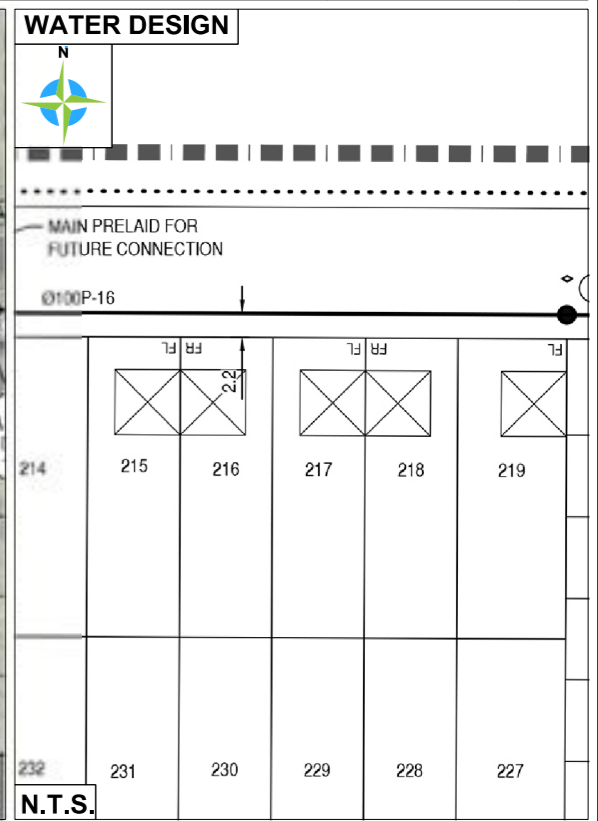 WATER DESIGN
N
MAIN PRELAID FOR
FUTURE CONNECTION
Ø100P-16
FL FR FL FR FL
2.2
214 215 216 217 218 219
232 231 230 229 228 227
N.T.S.